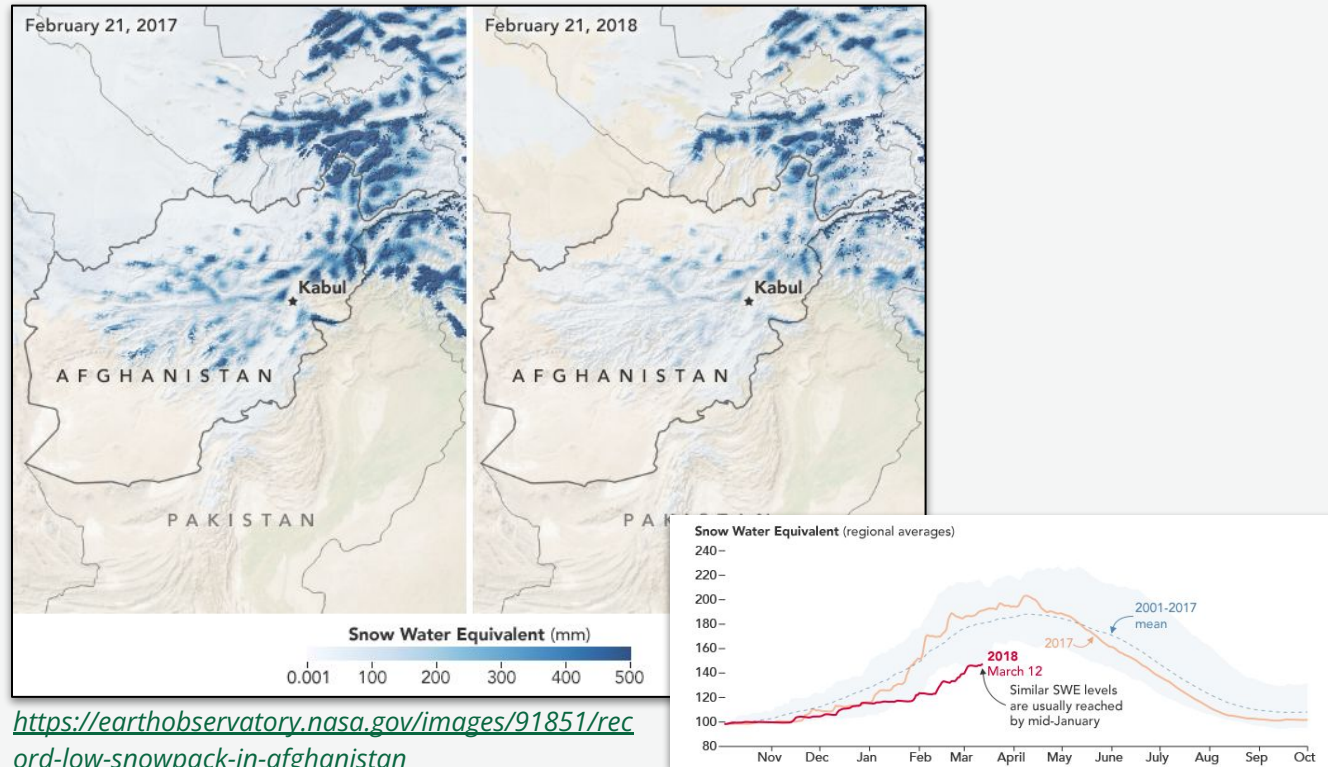 February 21, 2017
February 21, 2018
Kabul
Kabul
AFGHANISTAN
AFGHANISTAN
PAKISTAN
PA
Snow Water Equivalent (mm)
0.001 100 200 300 400 500
https://earthobservatory.nasa.gov/images/91851/rec
ord-low-snowpack-in-afghanistan
Snow Water Equivalent (regional averages)
240
220
200
180
160
140
120
100
80
2001-2017
mean
2017
2018
March 12
Similar SWE levels
are usually reached
by mid-January
Nov Dec Jan Feb Mar April May June July Aug Sep Oct